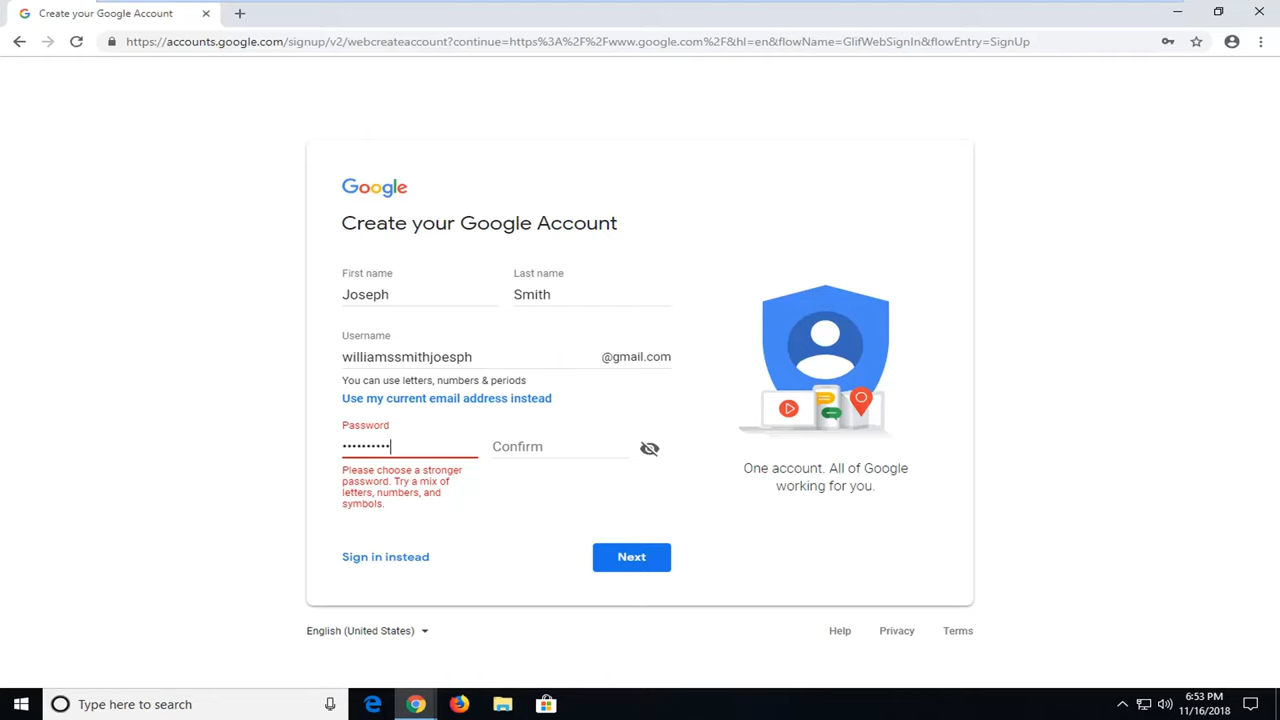 Create your Google Account
https://accounts.google.com/signup/v2/webcreateaccount?continue=https%3A%2F%2Fwww.google.com%2F&hl=en&flowName=GlifWebSignIn&flowEntry=SignUp
Google
Create your Google Account
First name Last name
Joseph Smith
Username
williamssmithjoesph @gmail.com
You can use letters, numbers & periods
Use my current email address instead
Password
•••••••••• Confirm
Please choose a stronger
password. Try a mix of
letters, numbers, and
symbols.
One account. All of Google
working for you.
Sign in instead Next
English (United States) Help Privacy Terms
Type here to search
6:53 PM
11/16/2018